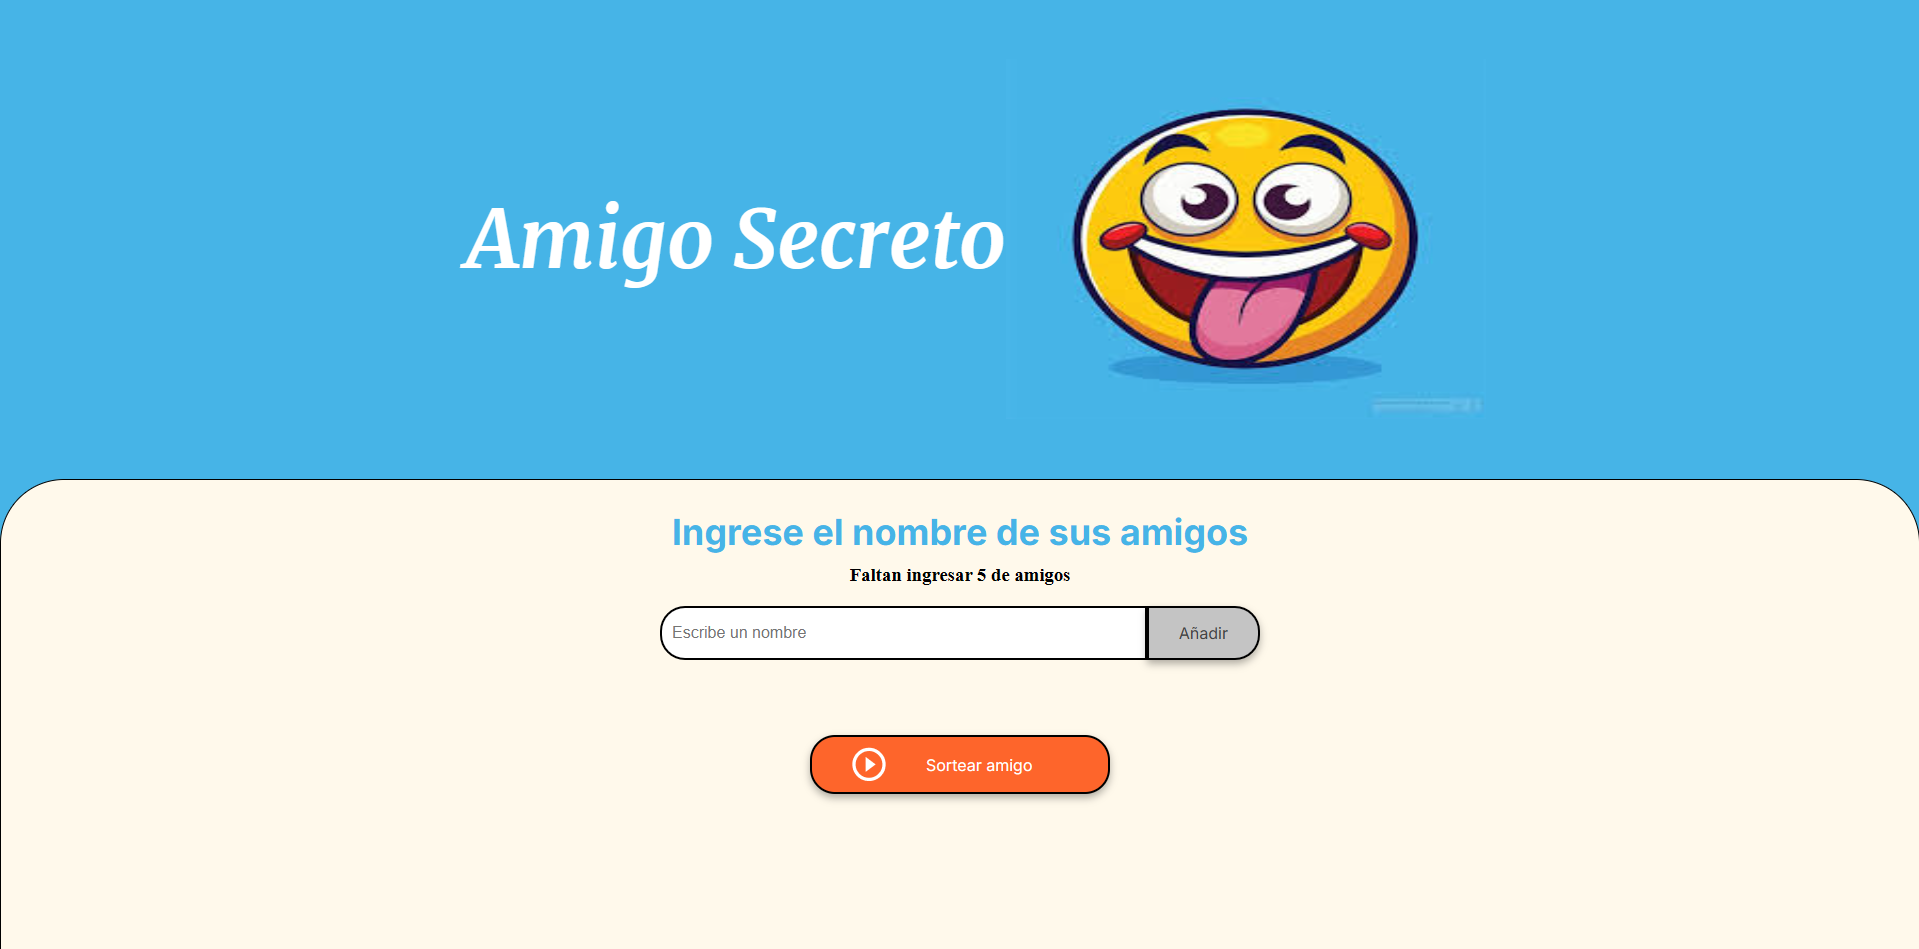 Amigo Secreto
Ingrese el nombre de sus amigos
Faltan ingresar 5 de amigos
Escribe un nombre
Añadir
Sortear amigo